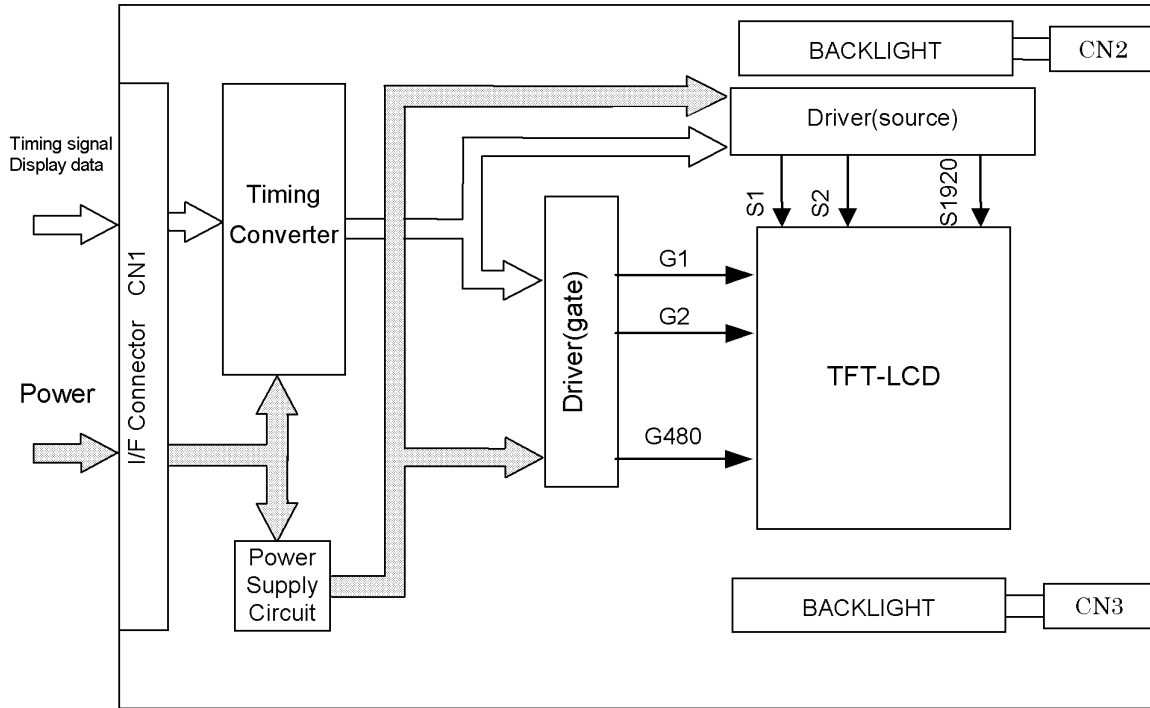 BACKLIGHT
CN2
Driver(source)
Timing signal
Display data
Timing
Converter
S1
S2
S1920
I/F Connector CN1
Driver(gate)
G1
G2
G480
TFT-LCD
Power
Power
Supply
Circuit
BACKLIGHT
CN3